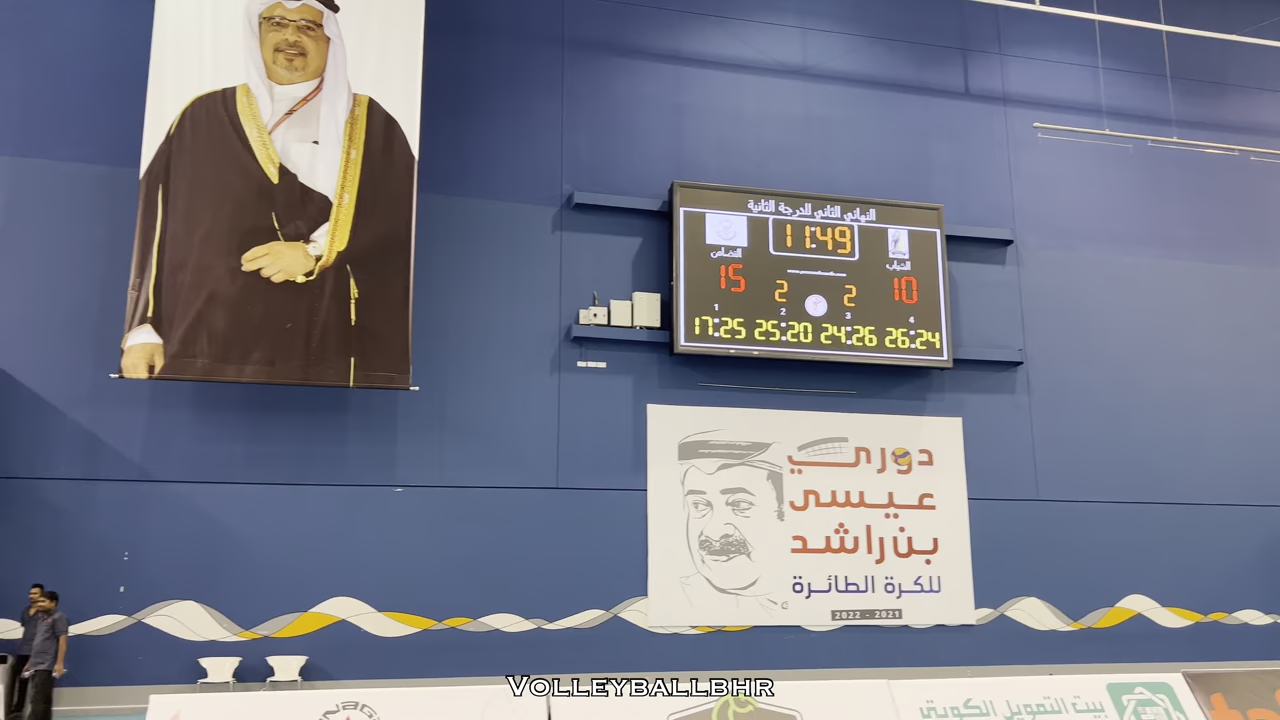 النهائي الثاني للدرجة الثانية
11:49
التضامن
الشباب
15
2
2
10
1
2
3
4
17:25 25:20 24:26 26:24
دوري
عيسى
بن راشد
للكرة الطائرة
2022 - 2021
VOLLEYBALLBHR
بيت التمويل الكويتي